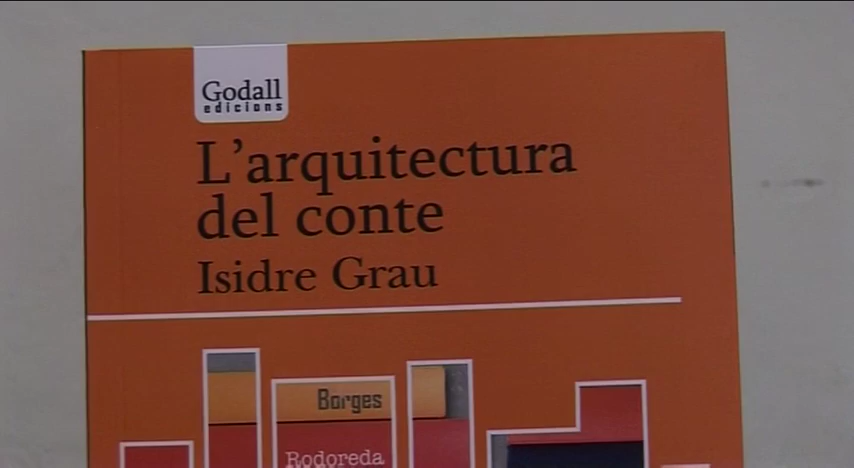 Godall
edicions
L'arquitectura
del conte
Isidre Grau
Borges
Rodoreda